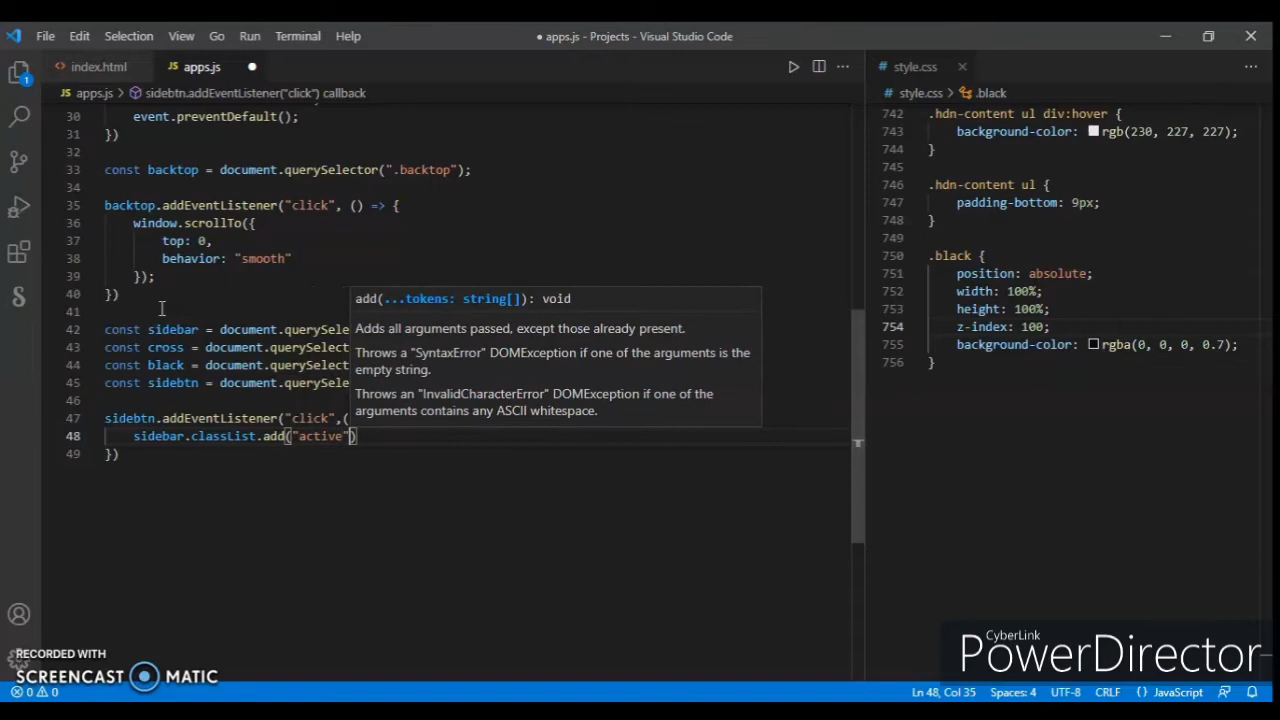 File Edit Selection View Go Run Terminal Help
● apps.js - Projects - Visual Studio Code
index.html
apps.js ●
style.css
apps.js > sidebtn.addEventListener("click") callback
style.css > .black
1
30 event.preventDefault();
31 })
32
33 const backtop = document.querySelector(".backtop");
34
35 backtop.addEventListener("click", () => {
36 window.scrollTo({
37 top: 0,
38 behavior: "smooth"
39 });
40 })
41
42 const sidebar = document.querySele
43 const cross = document.querySelect
44 const black = document.querySelect
45 const sidebtn = document.querySele
46
47 sidebtn.addEventListener("click",(
48 sidebar.classList.add("active")
49 })
add(...tokens: string[]): void
Adds all arguments passed, except those already present.
Throws a "SyntaxError" DOMException if one of the arguments is the
empty string.
Throws an "InvalidCharacterError" DOMException if one of the
arguments contains any ASCII whitespace.
742 .hdn-content ul div:hover {
743 background-color: rgb(230, 227, 227);
744 }
745
746 .hdn-content ul {
747 padding-bottom: 9px;
748 }
749
750 .black {
751 position: absolute;
752 width: 100%;
753 height: 100%;
754 z-index: 100;
755 background-color: rgba(0, 0, 0, 0.7);
756 }
RECORDED WITH
SCREENCAST MATIC
CyberLink
PowerDirector
0 0
Ln 48, Col 35 Spaces: 4 UTF-8 CRLF {} JavaScript